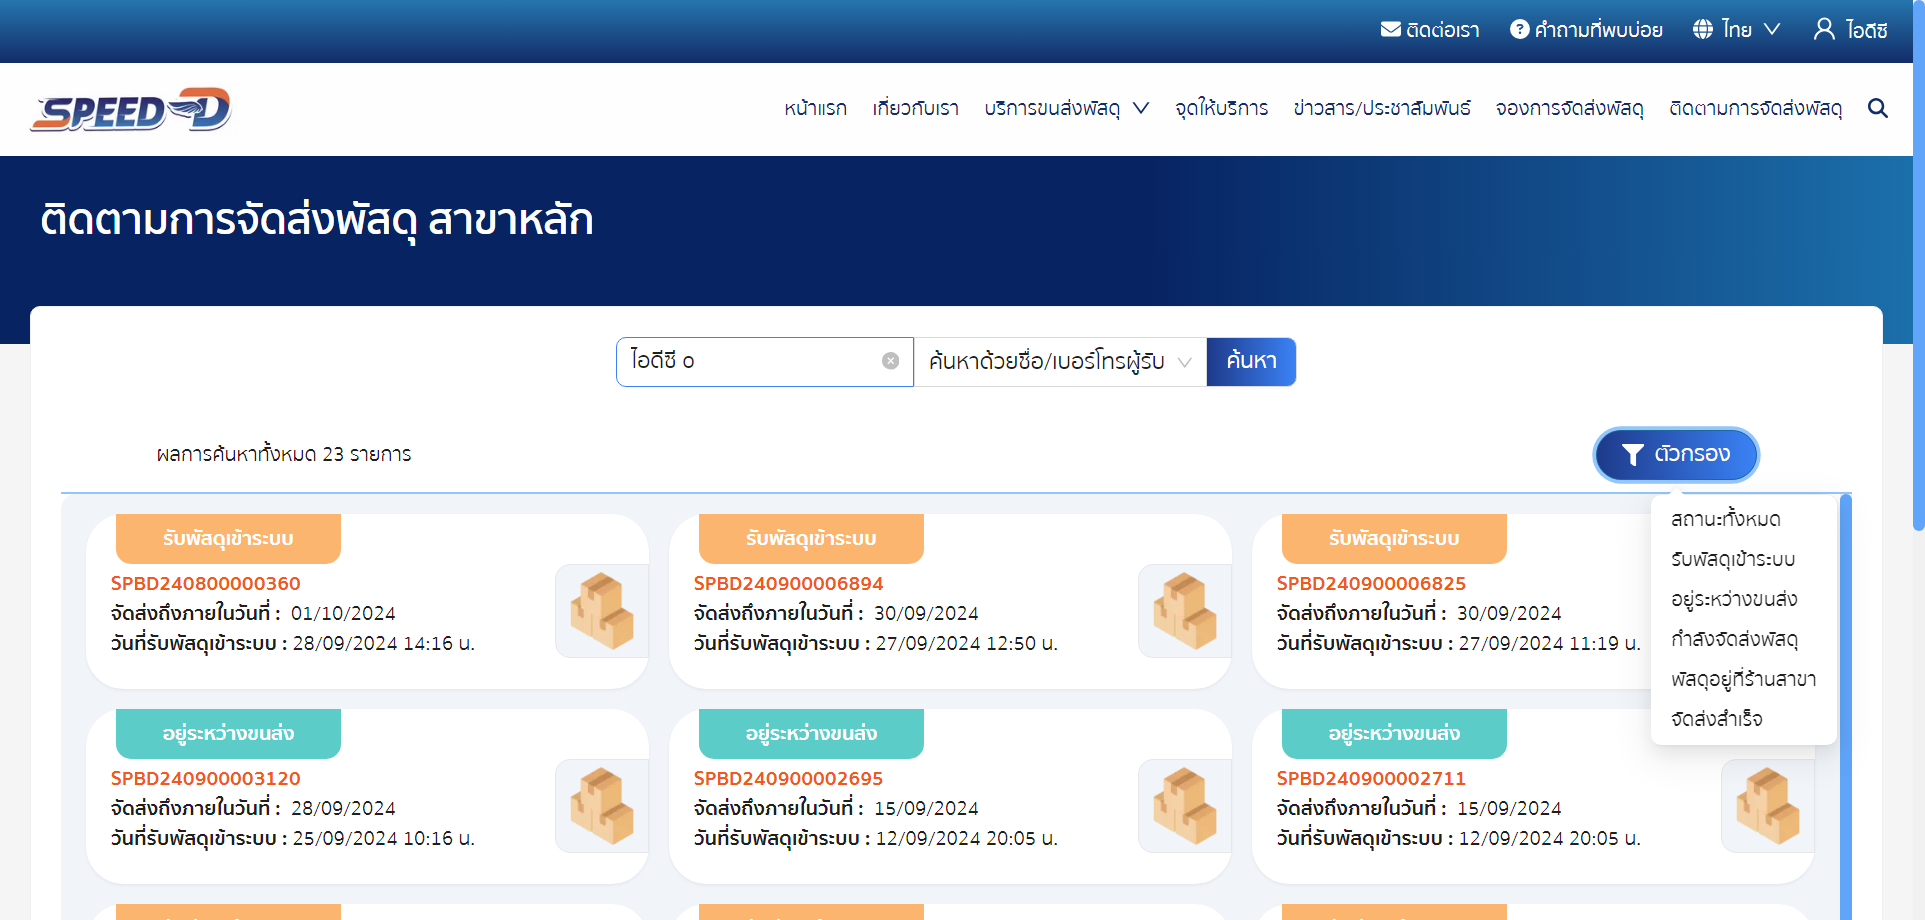 ติดต่อเรา คำถามที่พบบ่อย ไทย ไอดีซี
SPEED-D หน้าแรก เกี่ยวกับเรา บริการขนส่งพัสดุ จุดให้บริการ ข่าวสาร/ประชาสัมพันธ์ จองการจัดส่งพัสดุ ติดตามการจัดส่งพัสดุ
ติดตามการจัดส่งพัสดุ สาขาหลัก
ไอดีซี o ค้นหาด้วยชื่อ/เบอร์โทรผู้รับ ค้นหา
ผลการค้นหาทั้งหมด 23 รายการ ตัวกรอง
สถานะทั้งหมด
รับพัสดุเข้าระบบ
อยู่ระหว่างขนส่ง
กำลังจัดส่งพัสดุ
พัสดุอยู่ที่ร้านสาขา
จัดส่งสำเร็จ
รับพัสดุเข้าระบบ
SPBD240800000360
จัดส่งถึงภายในวันที่ : 01/10/2024
วันที่รับพัสดุเข้าระบบ : 28/09/2024 14:16 น.
รับพัสดุเข้าระบบ
SPBD240900006894
จัดส่งถึงภายในวันที่ : 30/09/2024
วันที่รับพัสดุเข้าระบบ : 27/09/2024 12:50 น.
รับพัสดุเข้าระบบ
SPBD240900006825
จัดส่งถึงภายในวันที่ : 30/09/2024
วันที่รับพัสดุเข้าระบบ : 27/09/2024 11:19 น.
อยู่ระหว่างขนส่ง
SPBD240900003120
จัดส่งถึงภายในวันที่ : 28/09/2024
วันที่รับพัสดุเข้าระบบ : 25/09/2024 10:16 น.
อยู่ระหว่างขนส่ง
SPBD240900002695
จัดส่งถึงภายในวันที่ : 15/09/2024
วันที่รับพัสดุเข้าระบบ : 12/09/2024 20:05 น.
อยู่ระหว่างขนส่ง
SPBD240900002711
จัดส่งถึงภายในวันที่ : 15/09/2024
วันที่รับพัสดุเข้าระบบ : 12/09/2024 20:05 น.